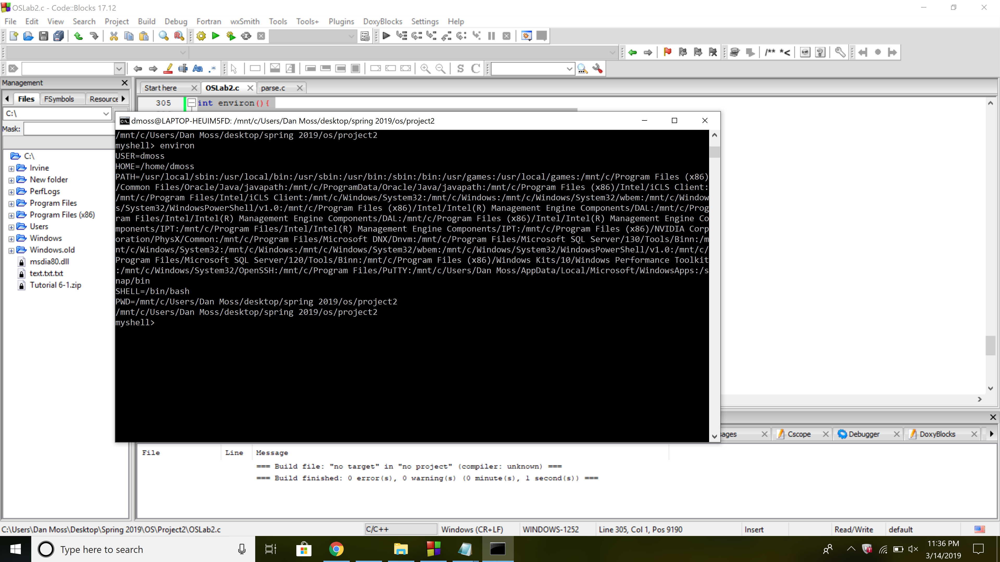 OSLab2.c - Code::Blocks 17.12
File Edit View Search Project Build Debug Fortran wxSmith Tools Tools+ Plugins DoxyBlocks Settings Help
/** *<
Aa .*
S C
Management
Files FSymbols Resource
C:\
Mask:
C:\
Irvine
New folder
PerfLogs
Program Files
Program Files (x86)
Users
Windows
Windows.old
msdia80.dll
text.txt.txt
Tutorial 6-1.zip
Start here OSLab2.c parse.c
305 int environ(){
dmoss@LAPTOP-HEUIM5FD: /mnt/c/Users/Dan Moss/desktop/spring 2019/os/project2
/mnt/c/Users/Dan Moss/desktop/spring 2019/os/project2
myshell> environ
USER=dmoss
HOME=/home/dmoss
PATH=/usr/local/sbin:/usr/local/bin:/usr/sbin:/usr/bin:/sbin:/bin:/usr/games:/usr/local/games:/mnt/c/Program Files (x86)
/Common Files/Oracle/Java/javapath:/mnt/c/ProgramData/Oracle/Java/javapath:/mnt/c/Program Files (x86)/Intel/iCLS Client:
/mnt/c/Program Files/Intel/iCLS Client:/mnt/c/Windows/System32:/mnt/c/Windows:/mnt/c/Windows/System32/wbem:/mnt/c/Window
s/System32/WindowsPowerShell/v1.0:/mnt/c/Program Files (x86)/Intel/Intel(R) Management Engine Components/DAL:/mnt/c/Prog
ram Files/Intel/Intel(R) Management Engine Components/DAL:/mnt/c/Program Files (x86)/Intel/Intel(R) Management Engine Co
mponents/IPT:/mnt/c/Program Files/Intel/Intel(R) Management Engine Components/IPT:/mnt/c/Program Files (x86)/NVIDIA Corp
oration/PhysX/Common:/mnt/c/Program Files/Microsoft DNX/Dnvm:/mnt/c/Program Files/Microsoft SQL Server/130/Tools/Binn:/m
nt/c/Windows/System32:/mnt/c/Windows:/mnt/c/Windows/System32/wbem:/mnt/c/Windows/System32/WindowsPowerShell/v1.0:/mnt/c/
Program Files/Microsoft SQL Server/120/Tools/Binn:/mnt/c/Program Files (x86)/Windows Kits/10/Windows Performance Toolkit
:/mnt/c/Windows/System32/OpenSSH:/mnt/c/Program Files/PuTTY:/mnt/c/Users/Dan Moss/AppData/Local/Microsoft/WindowsApps:/s
nap/bin
SHELL=/bin/bash
PWD=/mnt/c/Users/Dan Moss/desktop/spring 2019/os/project2
/mnt/c/Users/Dan Moss/desktop/spring 2019/os/project2
myshell>
sages Cscope Debugger DoxyBlocks
File Line Message
=== Build file: "no target" in "no project" (compiler: unknown) ===
=== Build finished: 0 error(s), 0 warning(s) (0 minute(s), 1 second(s)) ===
C:\Users\Dan Moss\Desktop\Spring 2019\OS\Project2\OSLab2.c C/C++ Windows (CR+LF) WINDOWS-1252 Line 305, Col 1, Pos 9190 Insert Read/Write default
Type here to search
11:36 PM
3/14/2019